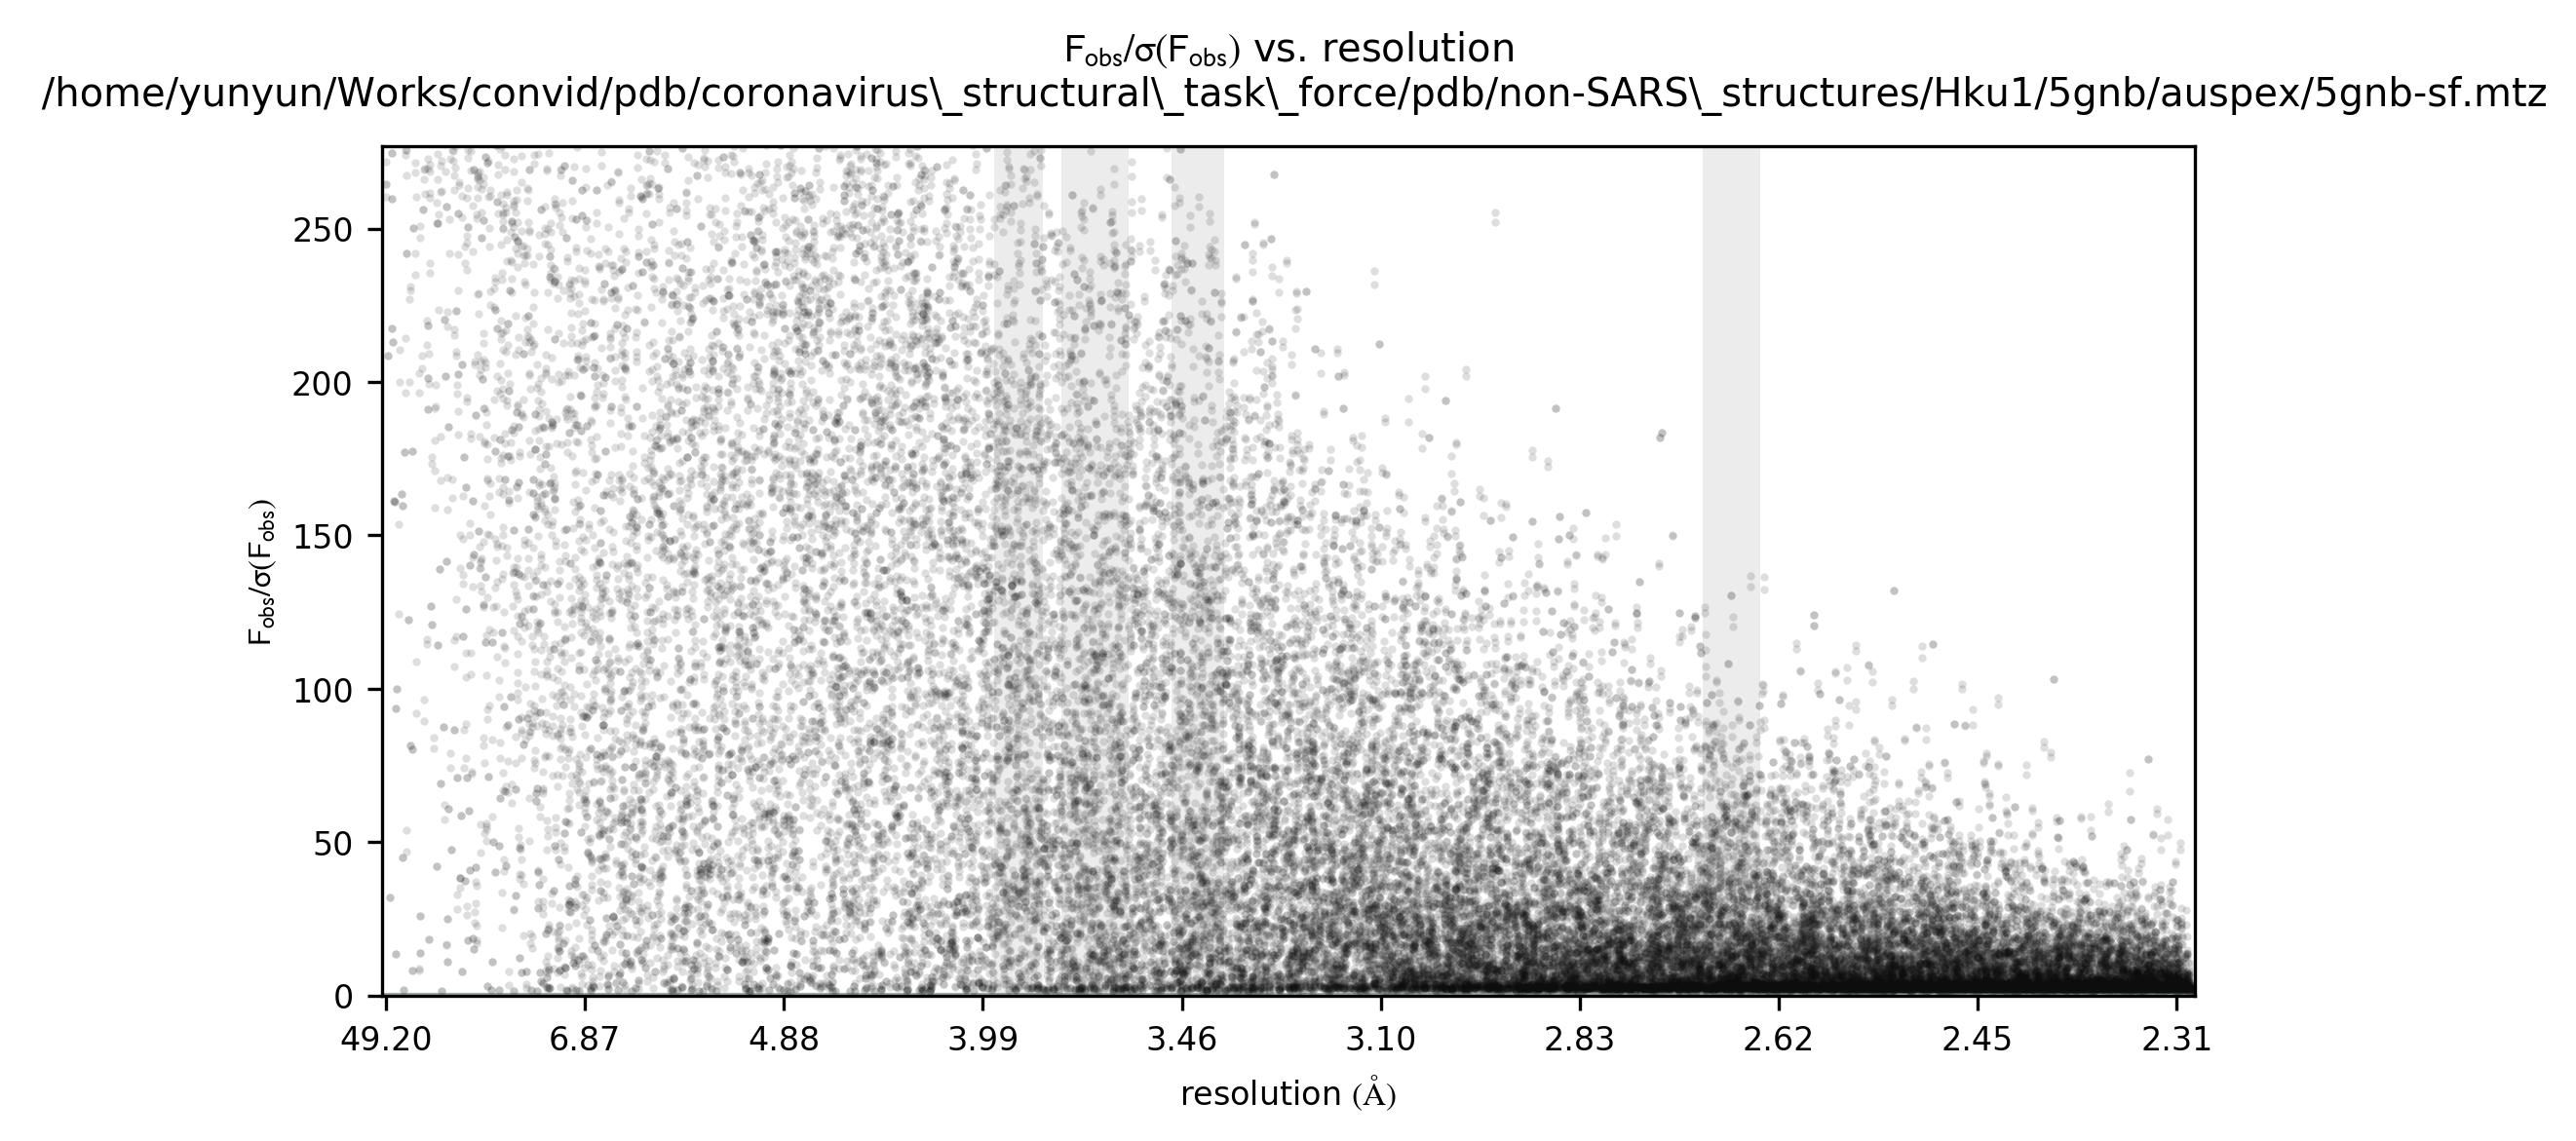 Fobs/σ(Fobs) vs. resolution
/home/yunyun/Works/convid/pdb/coronavirus\_structural\_task\_force/pdb/non-SARS\_structures/Hku1/5gnb/auspex/5gnb-sf.mtz
Fobs/σ(Fobs)
250
200
150
100
50
0
49.20 6.87 4.88 3.99 3.46 3.10 2.83 2.62 2.45 2.31
resolution (Å)